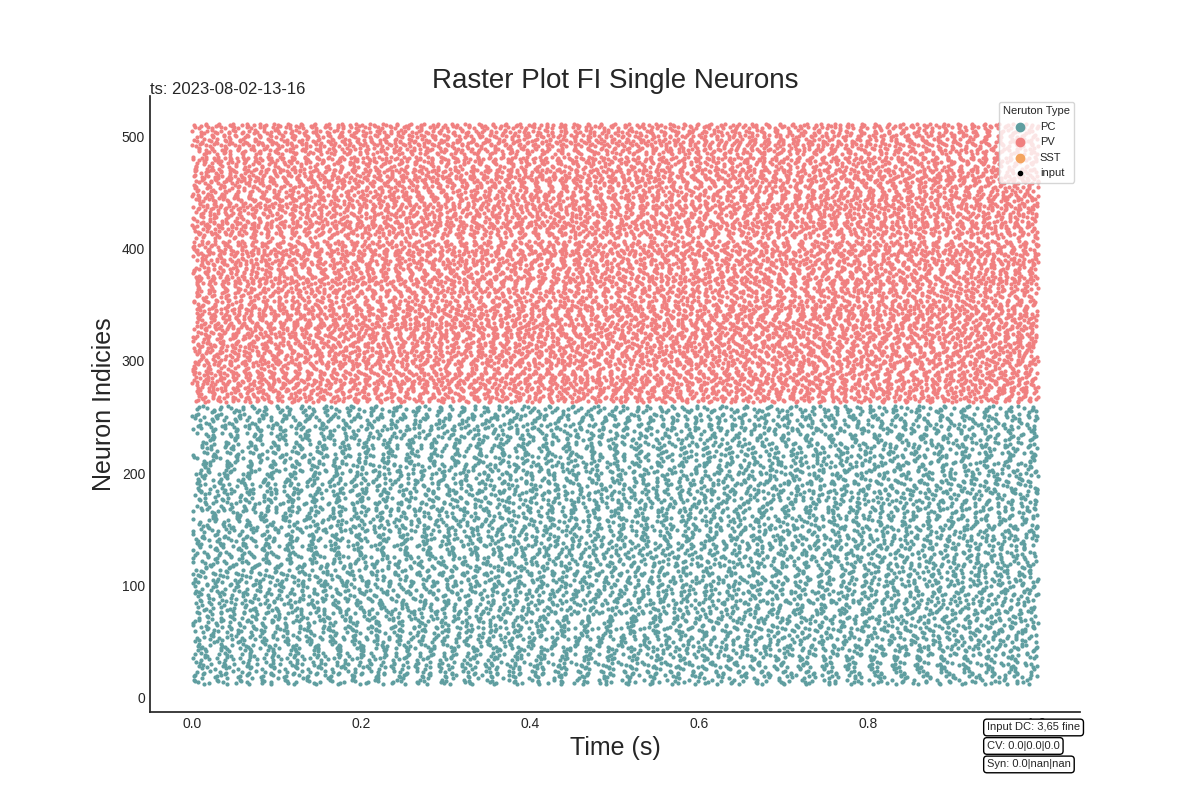 Raster Plot FI Single Neurons
ts: 2023-08-02-13-16
Neruton Type
PC
PV
SST
input
500
400
300
200
100
0
Neuron Indicies
0.0 0.2 0.4 0.6 0.8
Time (s)
Input DC: 3,65 fine
CV: 0.0|0.0|0.0
Syn: 0.0|nan|nan